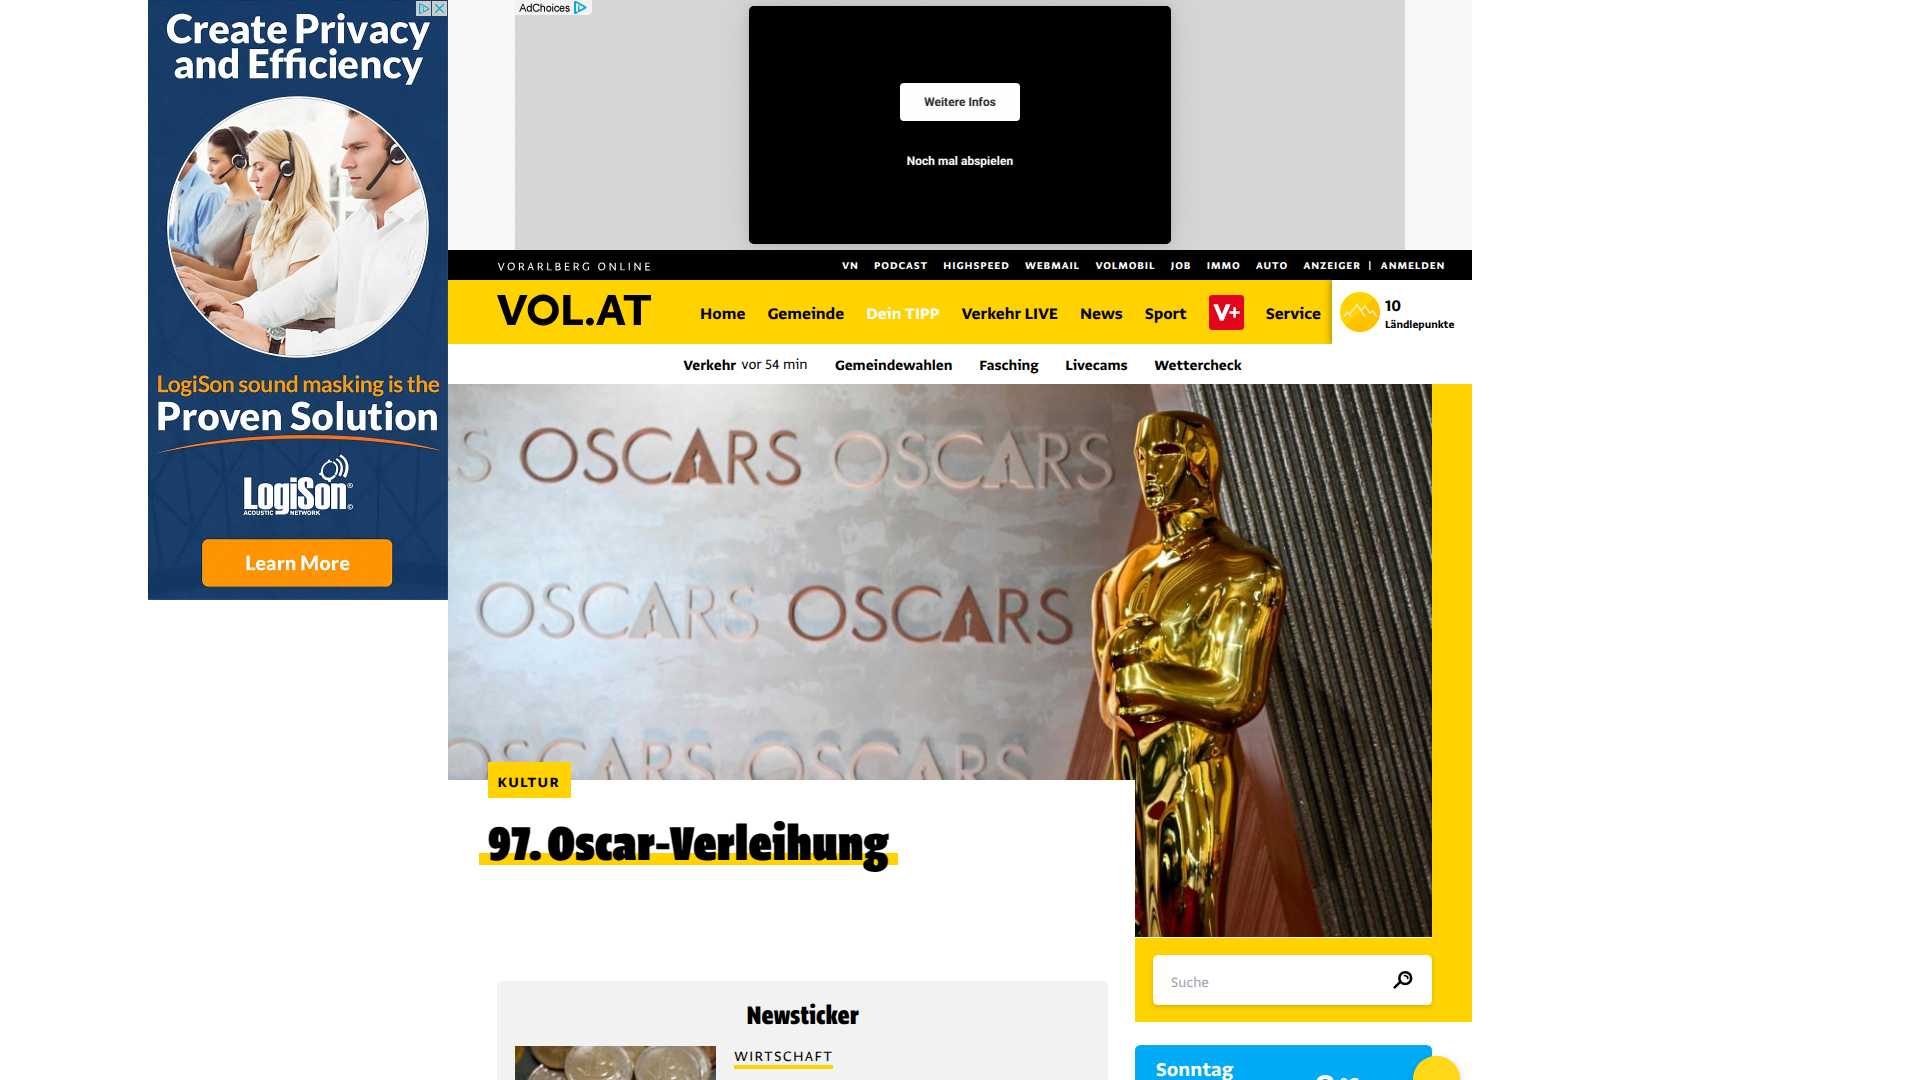 Create Privacy
and Efficiency
LogiSon sound masking is the
Proven Solution
LogiSon
ACOUSTIC NETWORK
Learn More
AdChoices
Weitere Infos
Noch mal abspielen
VORARLBERG ONLINE
VN PODCAST HIGHSPEED WEBMAIL VOLMOBIL JOB IMMO AUTO ANZEIGER | ANMELDEN
VOL.AT
Home Gemeinde Dein TIPP Verkehr LIVE News Sport V+ Service
10
Ländlepunkte
Verkehr vor 54 min Gemeindewahlen Fasching Livecams Wettercheck
S OSCARS OSCARS
OSCARS OSCARS
OSCARS OSCARS
KULTUR
97. Oscar-Verleihung
Suche
Newsticker
WIRTSCHAFT
Sonntag